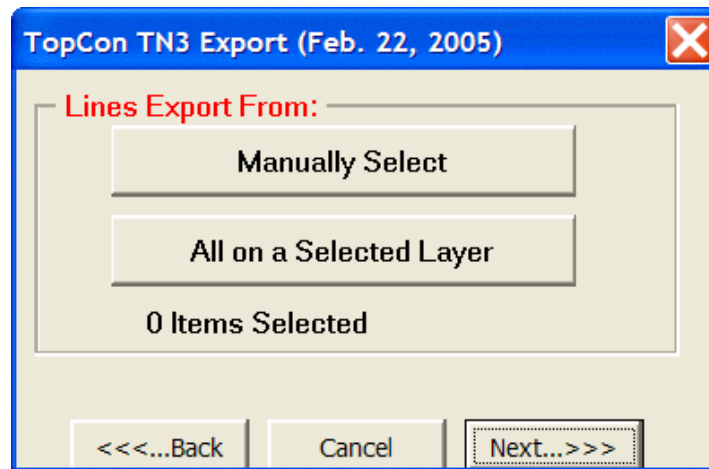 TopCon TN3 Export (Feb. 22, 2005)
Lines Export From:
Manually Select
All on a Selected Layer
0 Items Selected
<<<...Back Cancel Next...>>>